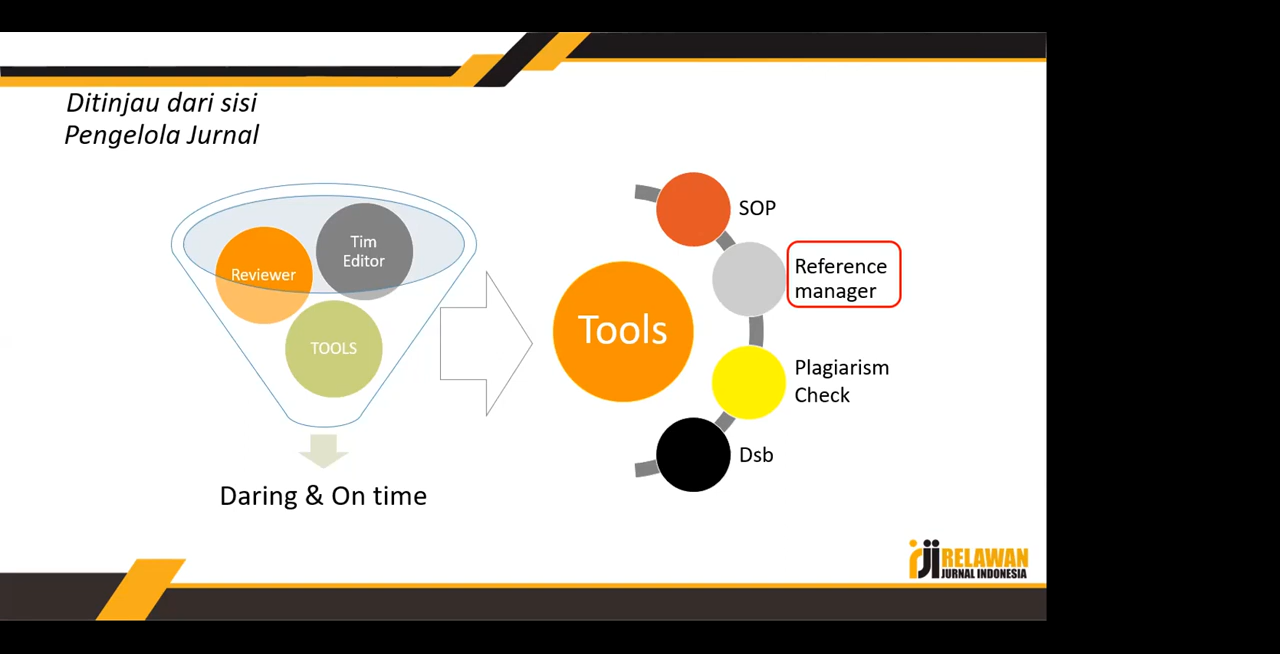 Ditinjau dari sisi
Pengelola Jurnal
Reviewer
Tim
Editor
TOOLS
Daring & On time
Tools
SOP
Reference
manager
Plagiarism
Check
Dsb
rji RELAWAN
JURNAL INDONESIA